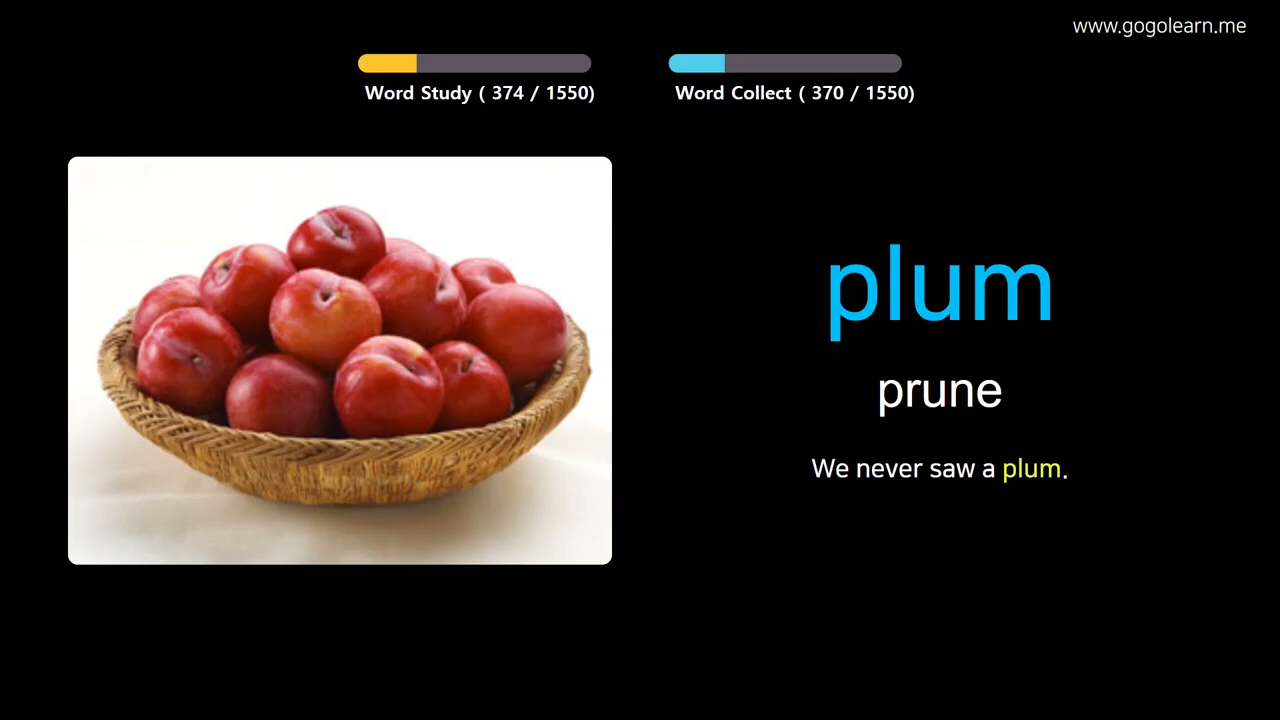 www.gogolearn.me
Word Study ( 374 / 1550)
Word Collect ( 370 / 1550)
plum
prune
We never saw a plum.